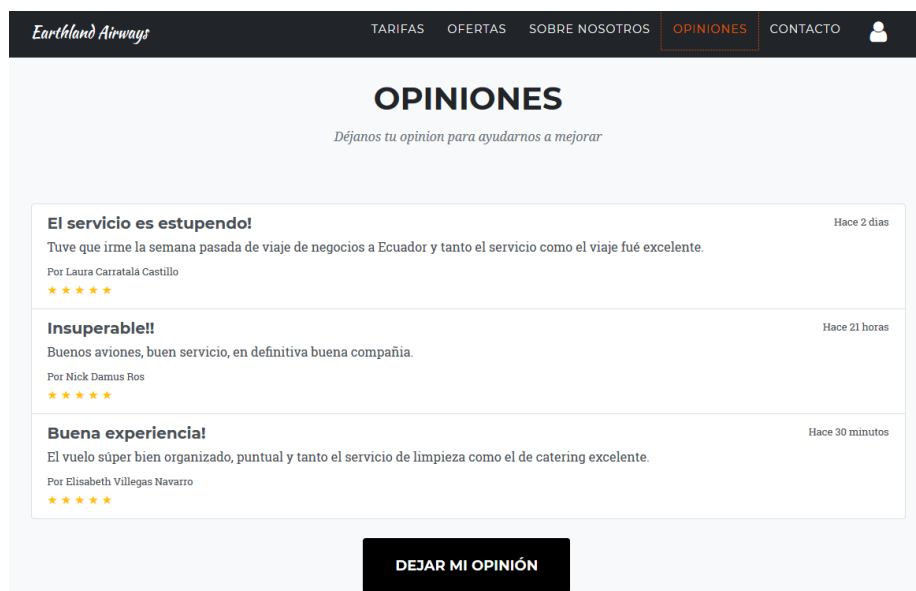 Earthland Airways
TARIFAS OFERTAS SOBRE NOSOTROS OPINIONES CONTACTO
OPINIONES
Déjanos tu opinion para ayudarnos a mejorar
El servicio es estupendo! Hace 2 dias
Tuve que irme la semana pasada de viaje de negocios a Ecuador y tanto el servicio como el viaje fué excelente.
Por Laura Carratalá Castillo
Insuperable!! Hace 21 horas
Buenos aviones, buen servicio, en definitiva buena compañia.
Por Nick Damus Ros
Buena experiencia! Hace 30 minutos
El vuelo súper bien organizado, puntual y tanto el servicio de limpieza como el de catering excelente.
Por Elisabeth Villegas Navarro
DEJAR MI OPINIÓN